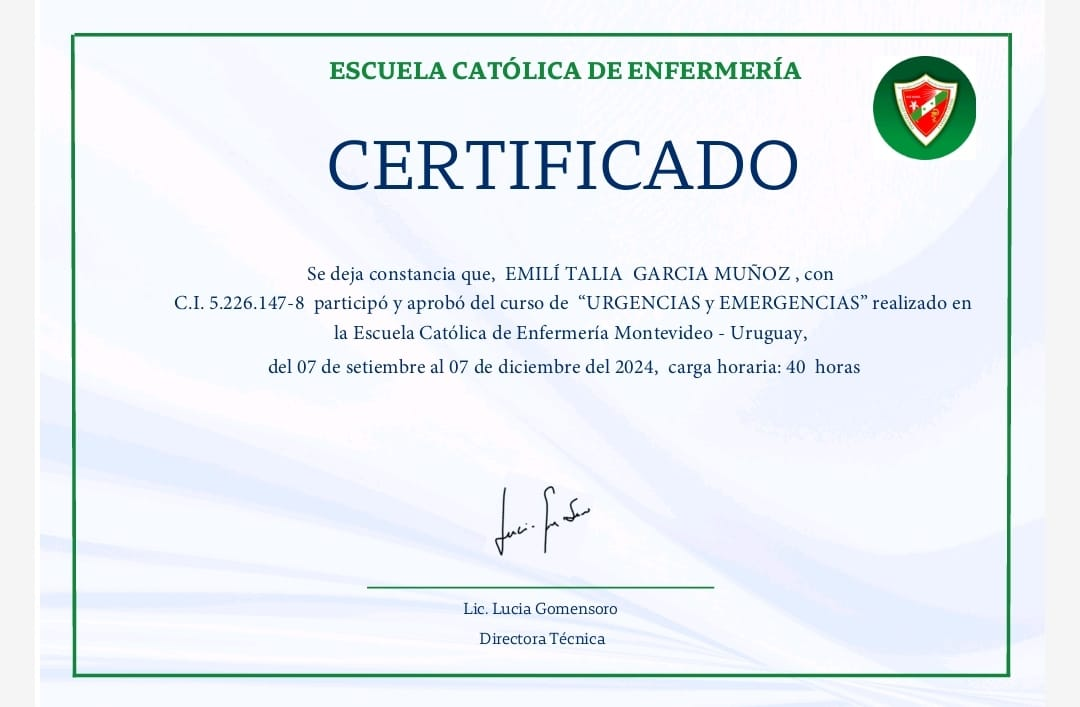 ESCUELA CATÓLICA DE ENFERMERÍA
CERTIFICADO
Se deja constancia que, EMILÍ TALIA GARCIA MUÑOZ , con
C.I. 5.226.147-8 participó y aprobó del curso de “URGENCIAS y EMERGENCIAS” realizado en
la Escuela Católica de Enfermería Montevideo - Uruguay,
del 07 de setiembre al 07 de diciembre del 2024, carga horaria: 40 horas
Lic. Lucia Gomensoro
Directora Técnica